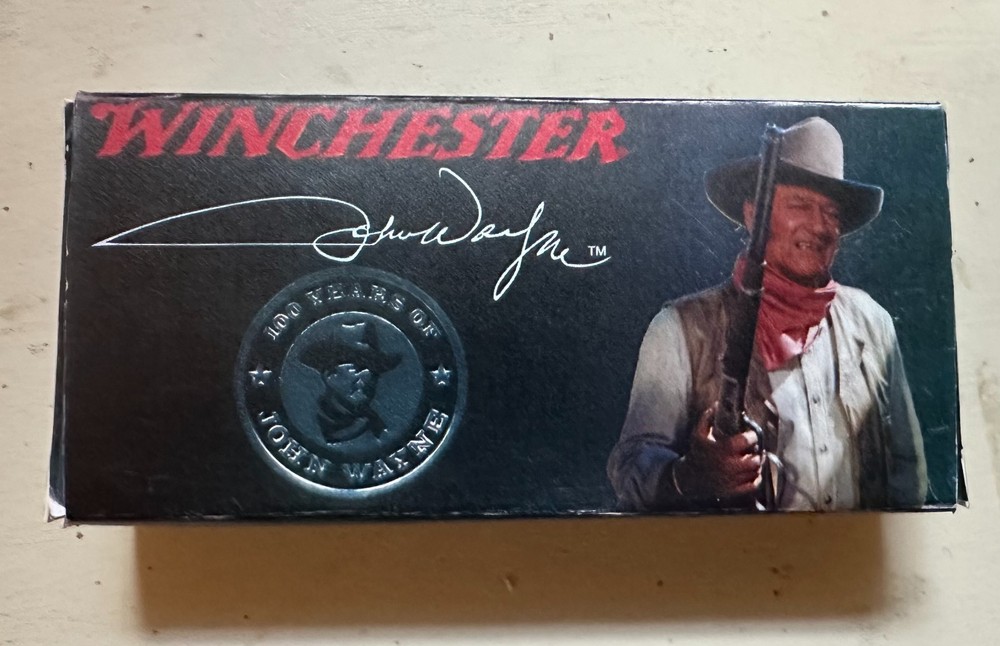 WINCHESTER
John Wayne™
100 YEARS OF
JOHN WAYNE